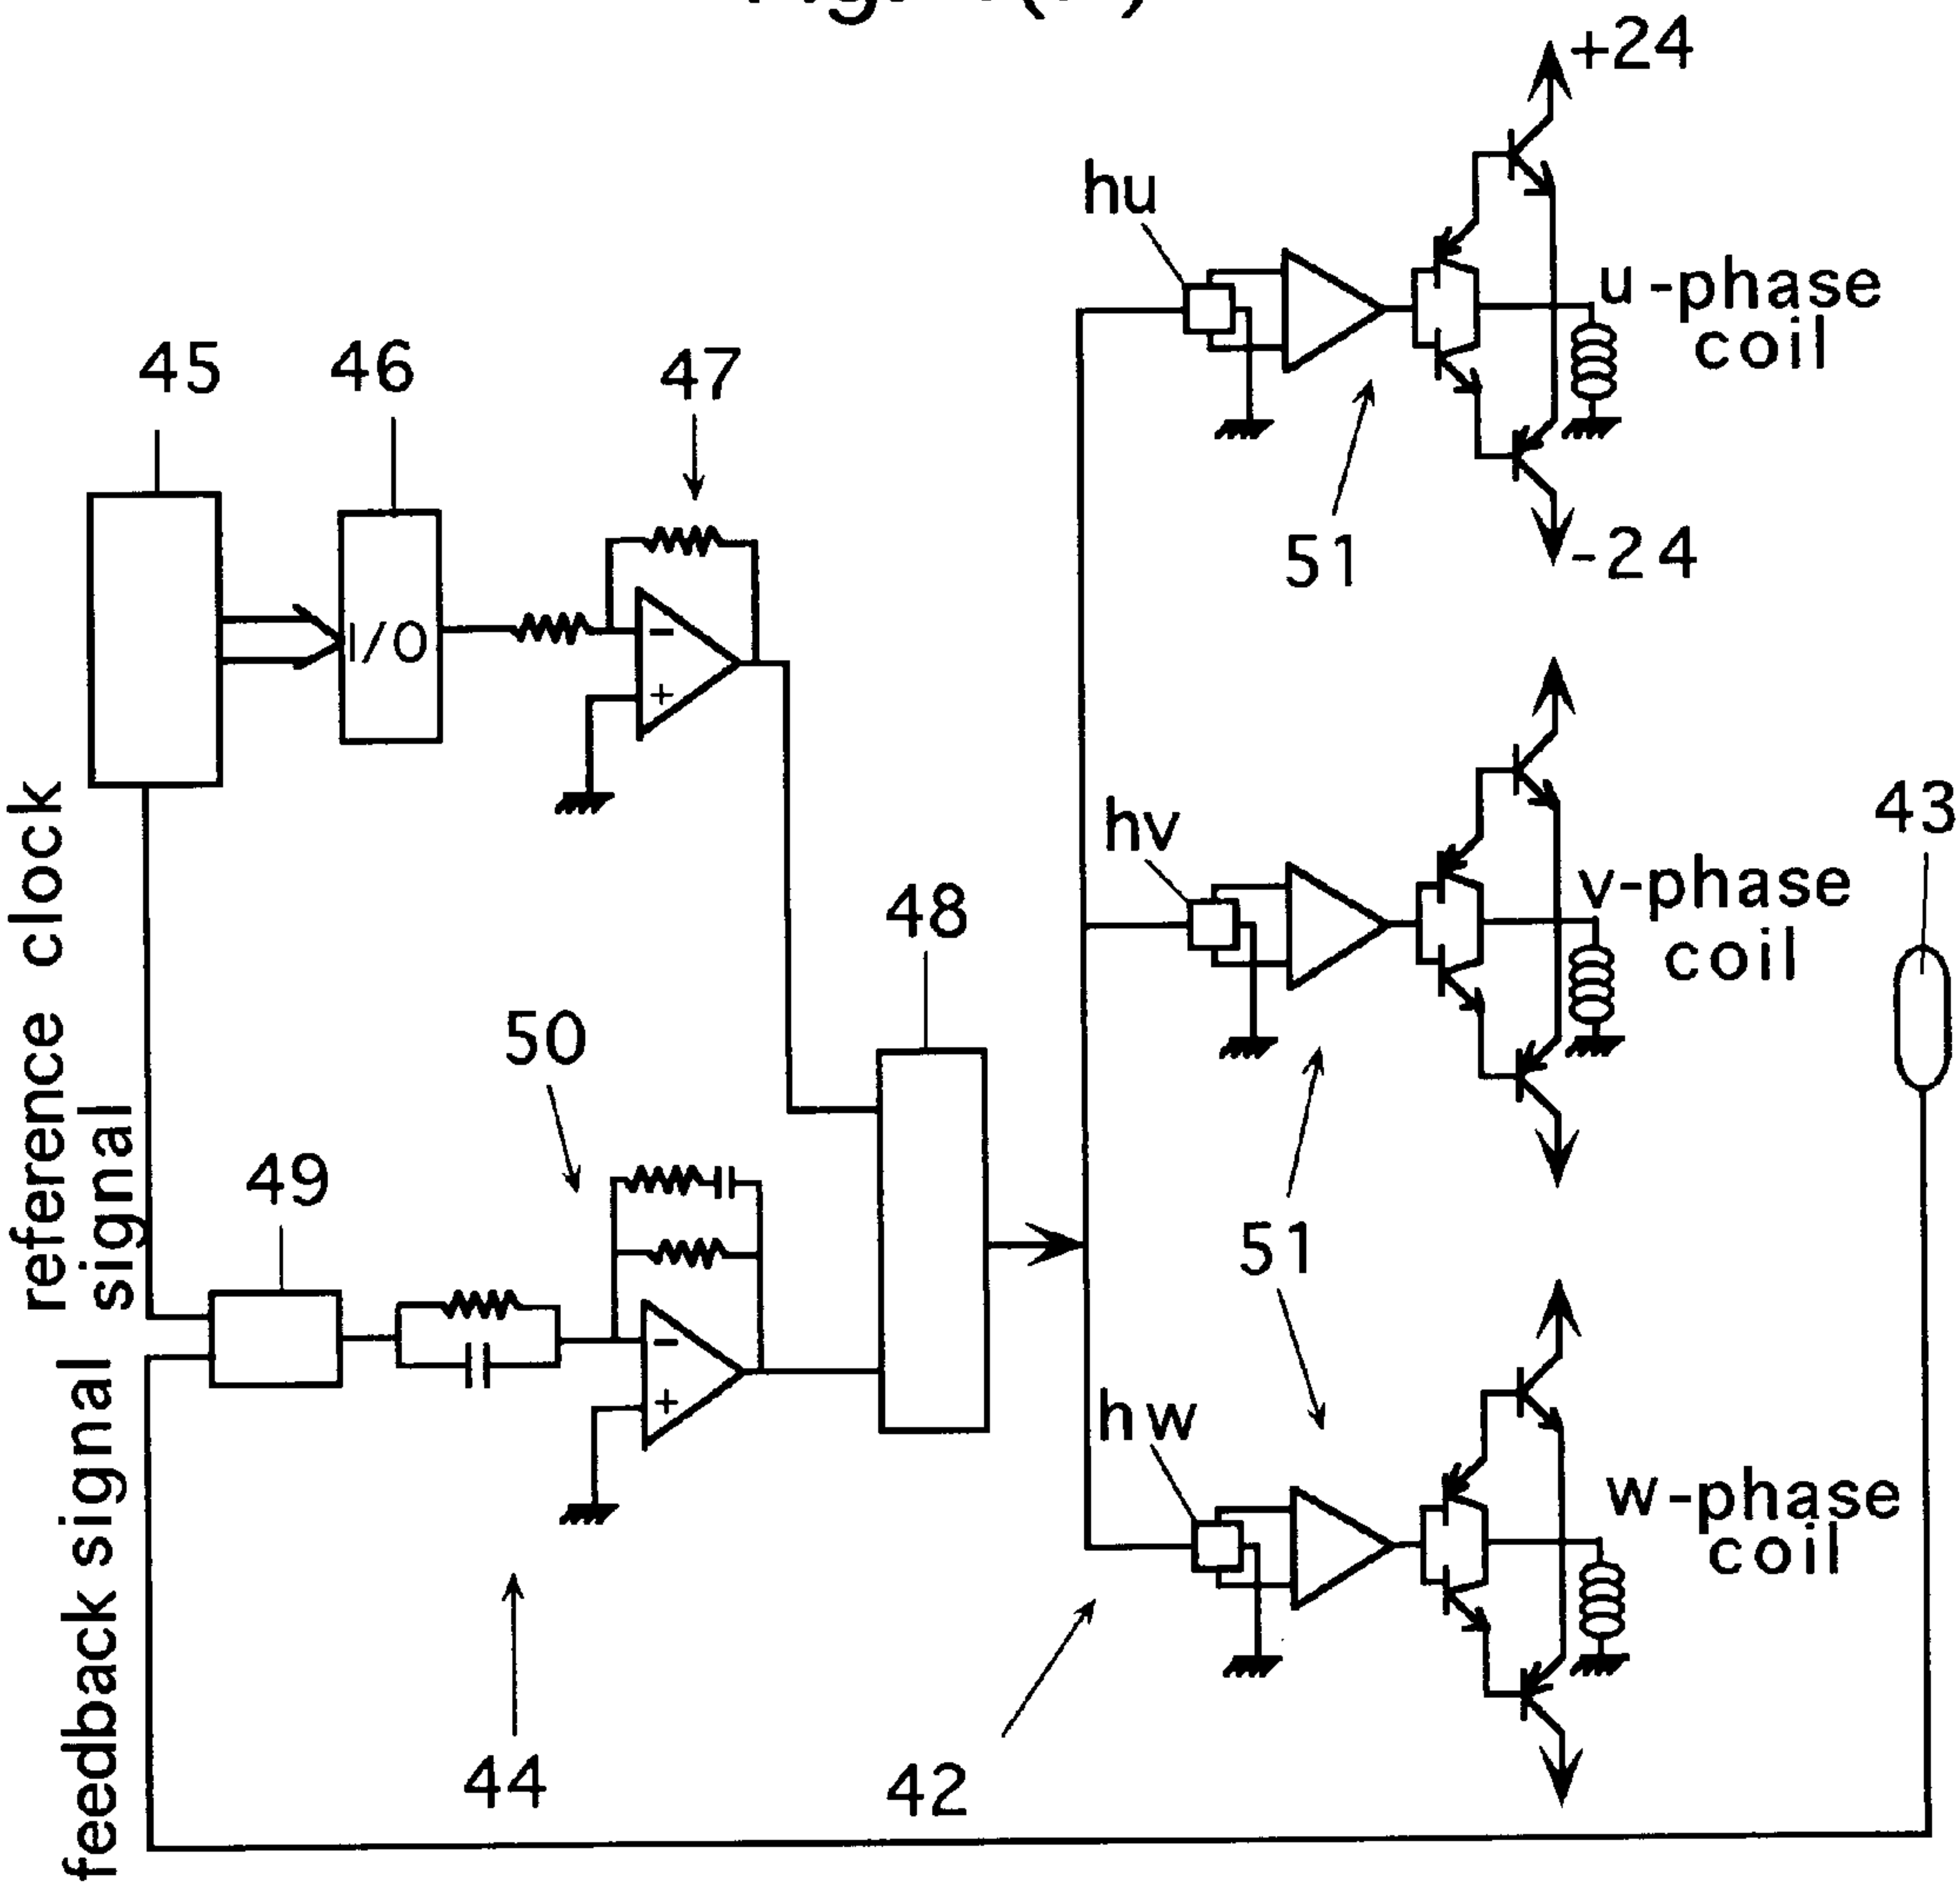 +24
hu
u-phase
coil
45
46
47
51
-24
I/O
-
+
hv
43
v-phase
coil
48
reference clock
signal
50
49
51
-
+
hw
w-phase
coil
feedback signal
44
42